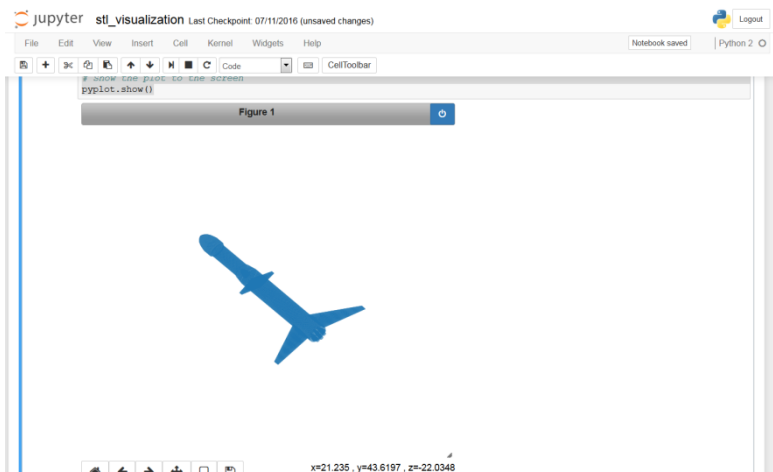 jupyter stl_visualization Last Checkpoint: 07/11/2016 (unsaved changes)
Logout
File Edit View Insert Cell Kernel Widgets Help
Notebook saved
Python 2
Code
CellToolbar
# Show the plot to the screen
pyplot.show()
Figure 1
x=21.235 , y=43.6197 , z=-22.0348